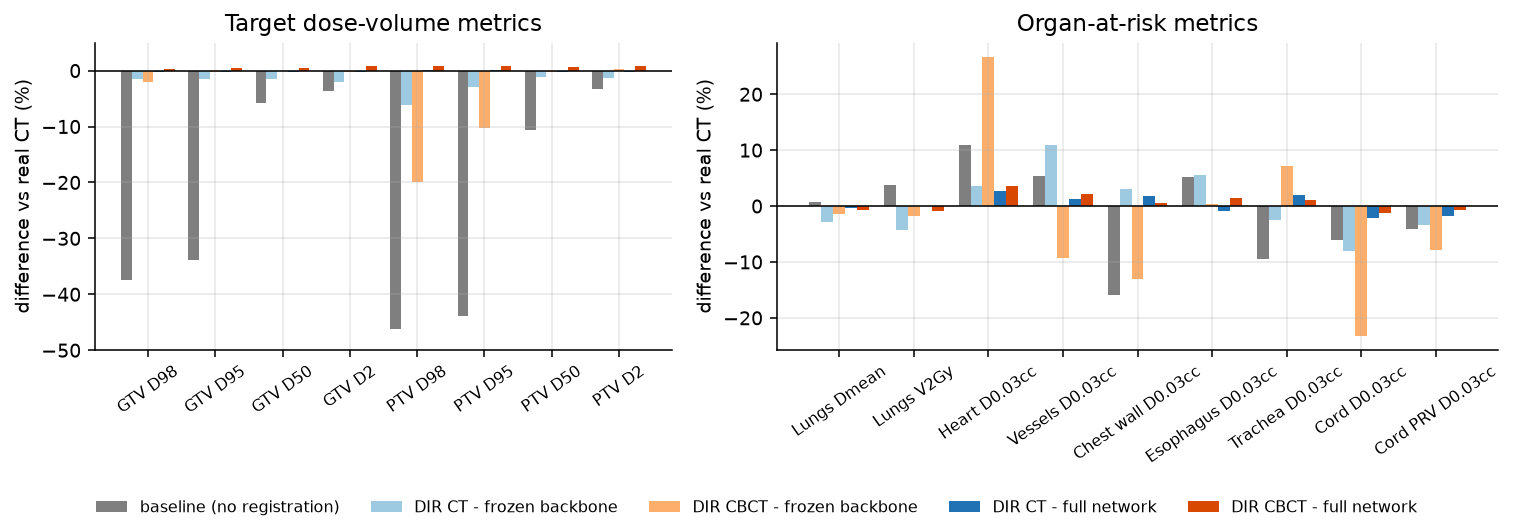 Target dose-volume metrics
difference vs real CT (%)
0
−10
−20
−30
−40
−50
GTV D98
GTV D95
GTV D50
GTV D2
PTV D98
PTV D95
PTV D50
PTV D2
Organ-at-risk metrics
difference vs real CT (%)
20
10
0
−10
−20
Lungs Dmean
Lungs V2Gy
Heart D0.03cc
Vessels D0.03cc
Chest wall D0.03cc
Esophagus D0.03cc
Trachea D0.03cc
Cord D0.03cc
Cord PRV D0.03cc
baseline (no registration)
DIR CT - frozen backbone
DIR CBCT - frozen backbone
DIR CT - full network
DIR CBCT - full network